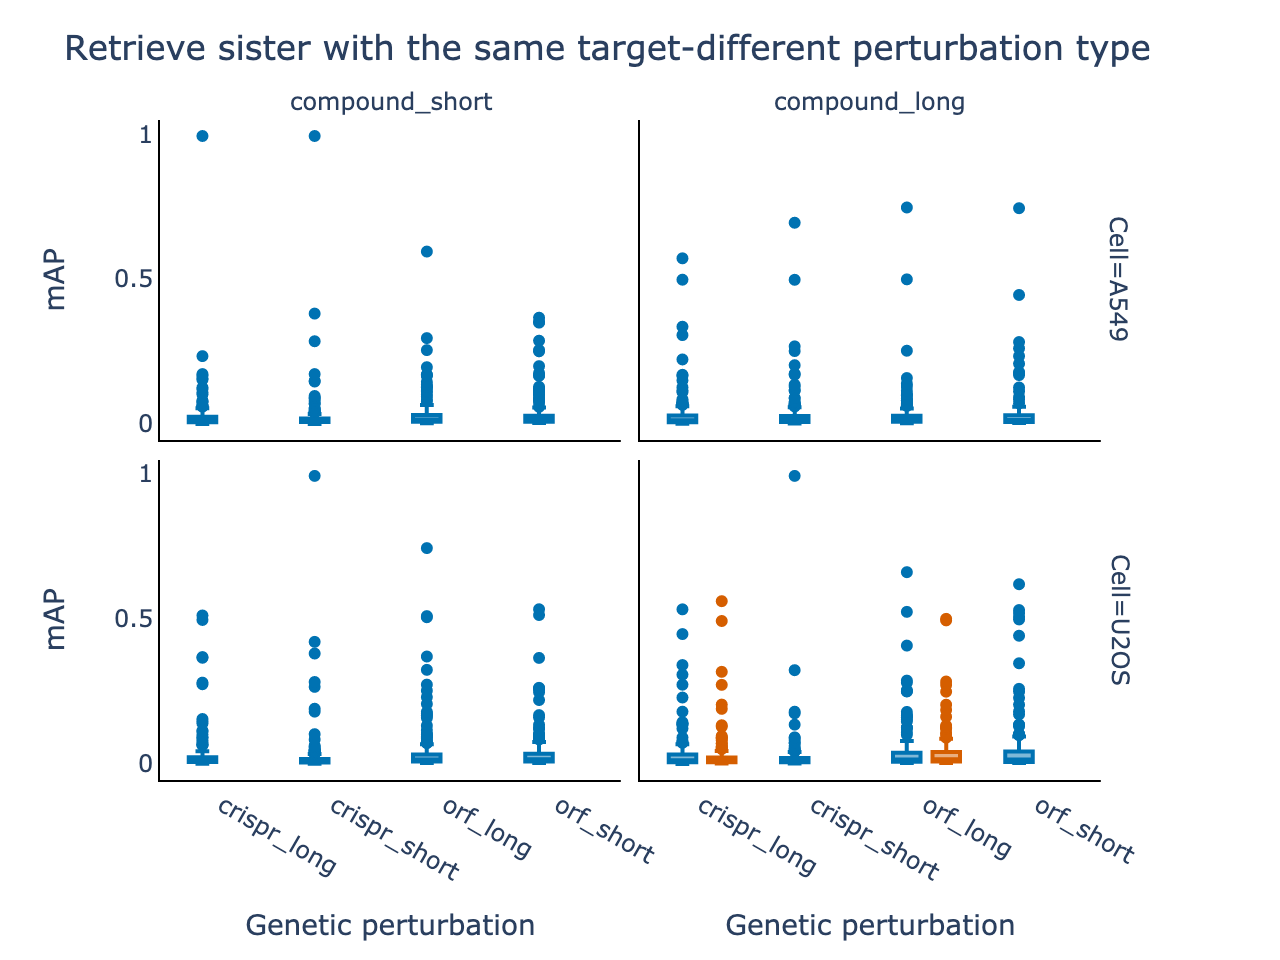 Retrieve sister with the same target-different perturbation type
compound_short
compound_long
1
0.5
0
mAP
Cell=A549
1
0.5
0
mAP
Cell=U2OS
crispr_long
crispr_short
orf_long
orf_short
crispr_long
crispr_short
orf_long
orf_short
Genetic perturbation
Genetic perturbation